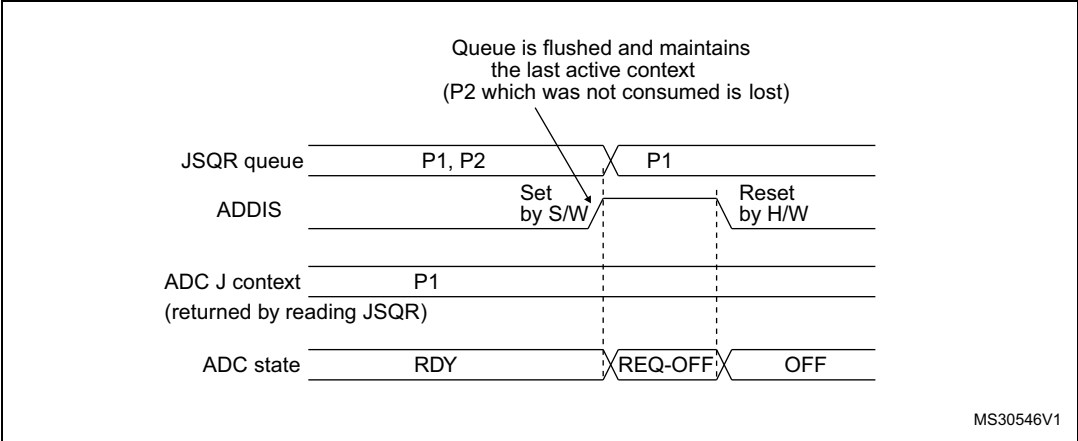 Queue is flushed and maintains
the last active context
(P2 which was not consumed is lost)
JSQR queue
P1, P2
P1
ADDIS
Set
by S/W
Reset
by H/W
ADC J context
P1
(returned by reading JSQR)
ADC state
RDY
REQ-OFF
OFF
MS30546V1